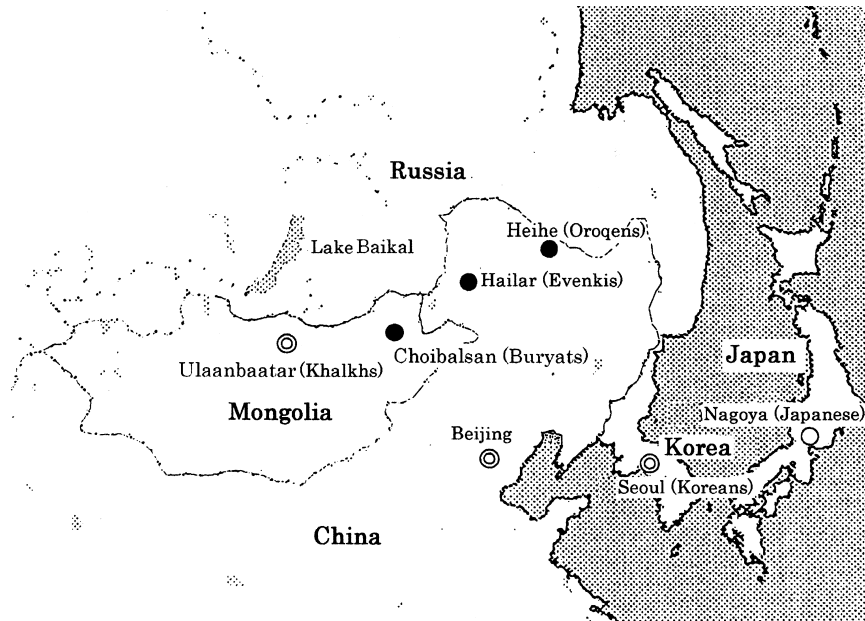 Russia
Heihe (Oroqens)
Lake Baikal
Hailar (Evenkis)
Choibalsan (Buryats)
Japan
Ulaanbaatar (Khalkhs)
Mongolia
Nagoya (Japanese)
Beijing
Korea
Seoul (Koreans)
China